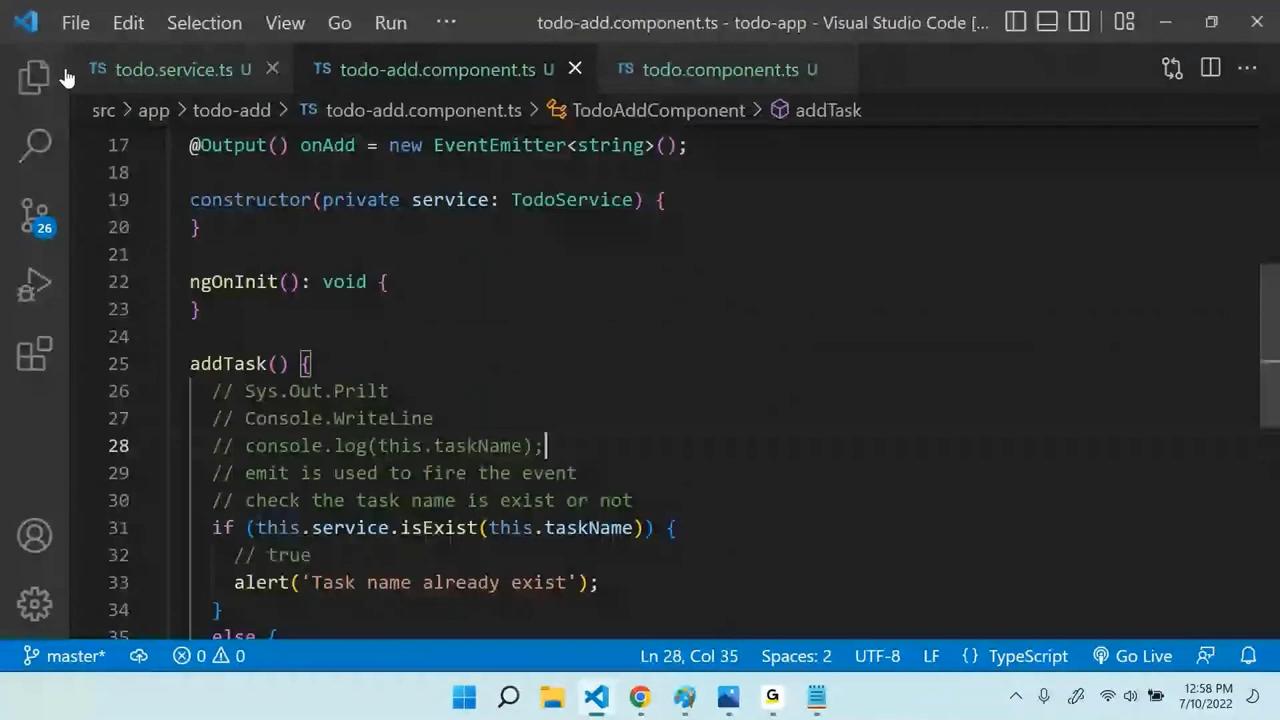 File Edit Selection View Go Run ··· todo-add.component.ts - todo-app - Visual Studio Code [...
TS todo.service.ts U TS todo-add.component.ts U TS todo.component.ts U
src > app > todo-add > TS todo-add.component.ts > TodoAddComponent > addTask
17 @Output() onAdd = new EventEmitter<string>();
18
19 constructor(private service: TodoService) {
20 }
21
22 ngOnInit(): void {
23 }
24
25 addTask() {
26 // Sys.Out.Prilt
27 // Console.WriteLine
28 // console.log(this.taskName);
29 // emit is used to fire the event
30 // check the task name is exist or not
31 if (this.service.isExist(this.taskName)) {
32 // true
33 alert('Task name already exist');
34 }
35 else {
26
master* 0 0 Ln 28, Col 35 Spaces: 2 UTF-8 LF {} TypeScript Go Live
G
12:58 PM
7/10/2022